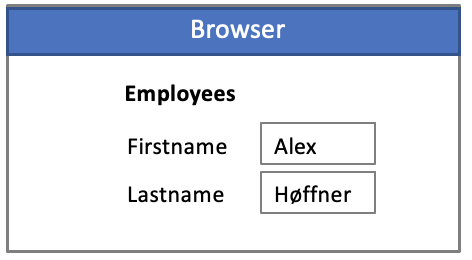 Browser
Employees
Firstname Alex
Lastname Høffner